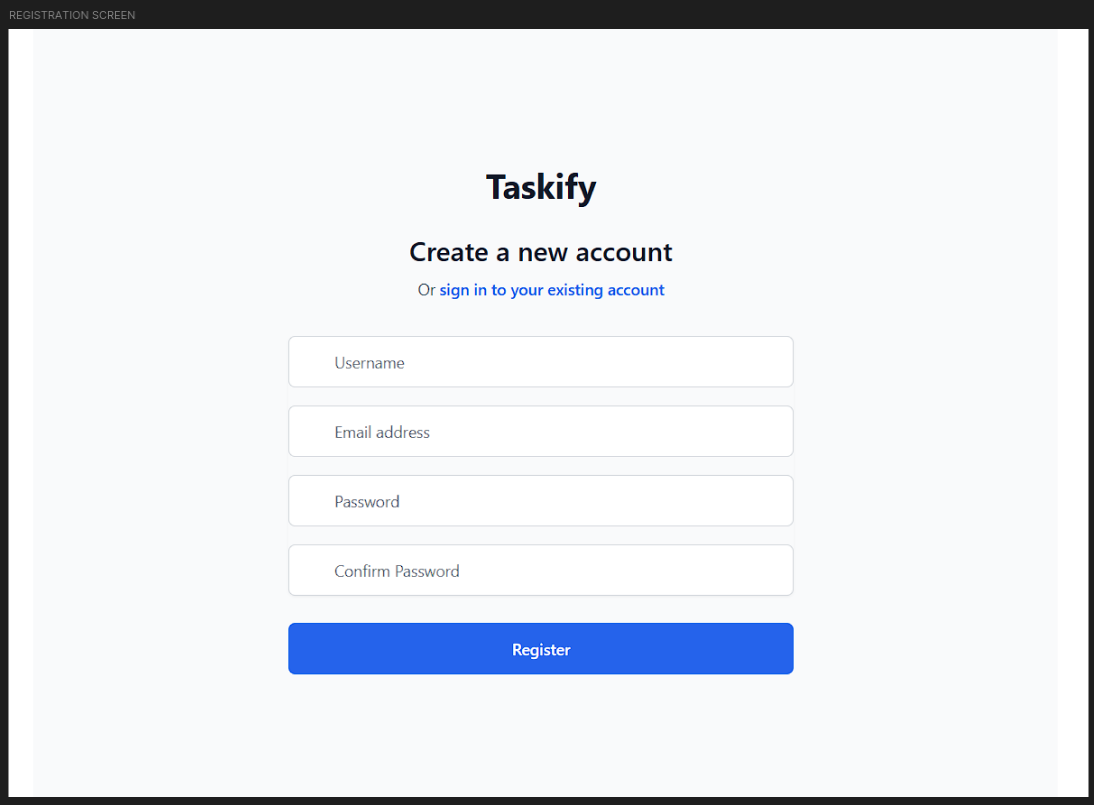 REGISTRATION SCREEN
Taskify
Create a new account
Or sign in to your existing account
Username
Email address
Password
Confirm Password
Register